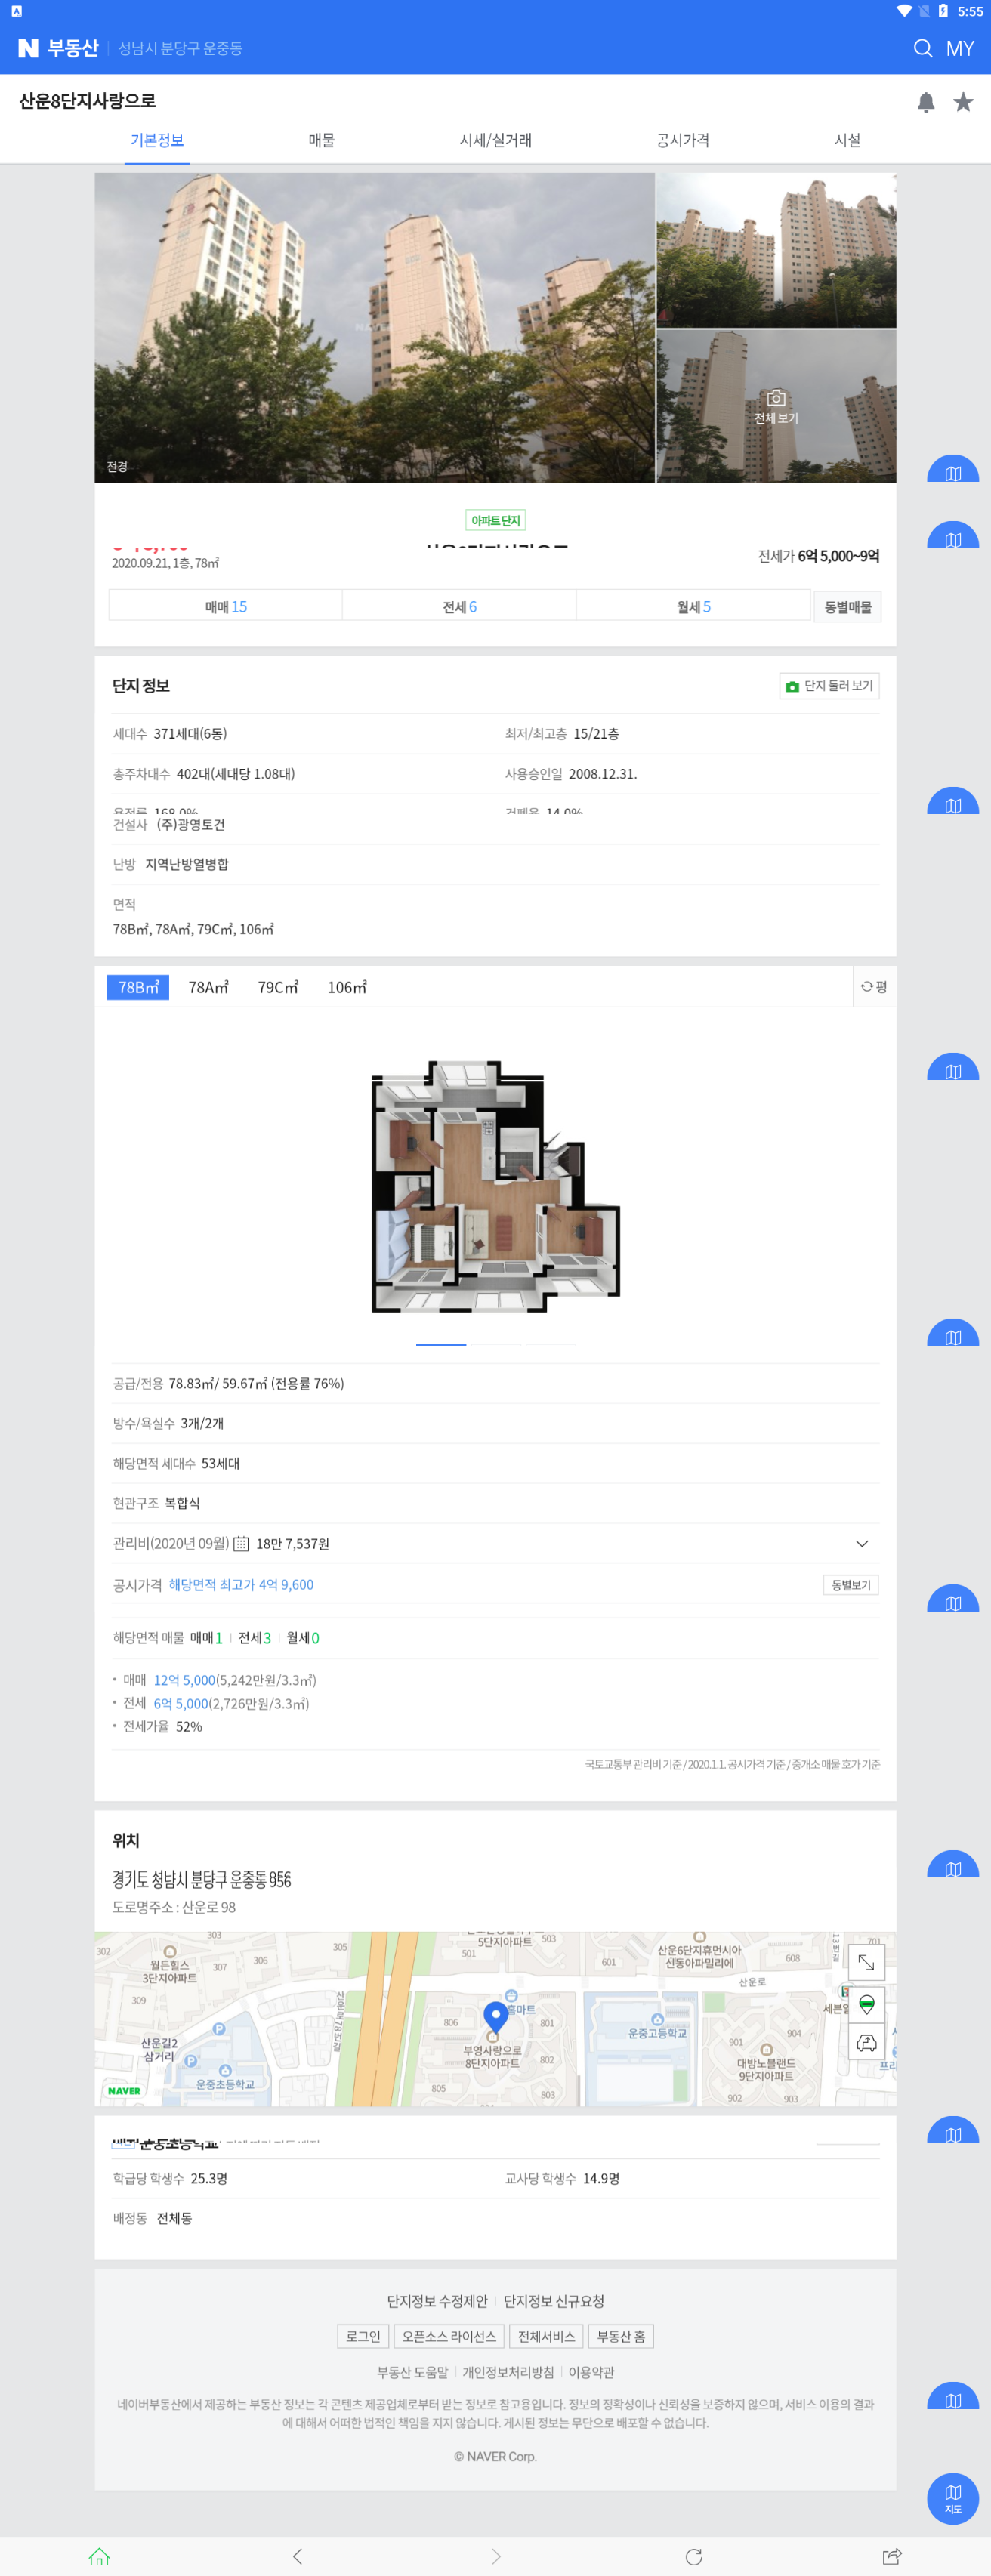 5:55
N 부동산 성남시 분당구 운중동 MY
산운8단지사랑으로
기본정보 매물 시세/실거래 공시가격 시설
전경
전체 보기
아파트단지
2020.09.21, 1층, 78㎡
전세가 6억 5,000~9억
매매 15 전세 6 월세 5 동별매물
단지 정보 단지 둘러 보기
세대수 371세대(6동) 최저/최고층 15/21층
총주차대수 402대(세대당 1.08대) 사용승인일 2008.12.31.
용적률 168.0% 건폐율 14.0%
건설사 (주)광영토건
난방 지역난방열병합
면적
78B㎡, 78A㎡, 79C㎡, 106㎡
78B㎡ 78A㎡ 79C㎡ 106㎡ 평
공급/전용 78.83㎡/ 59.67㎡ (전용률 76%)
방수/욕실수 3개/2개
해당면적 세대수 53세대
현관구조 복합식
관리비(2020년 09월) 18만 7,537원
공시가격 해당면적 최고가 4억 9,600 동별보기
해당면적 매물 매매1 전세3 월세0
• 매매 12억 5,000(5,242만원/3.3㎡)
• 전세 6억 5,000(2,726만원/3.3㎡)
• 전세가율 52%
국토교통부 관리비 기준 / 2020.1.1. 공시가격 기준 / 중개소 매물 호가 기준
위치
경기도 성남시 분당구 운중동 956
도로명주소 : 산운로 98
302 303 305 503 701
5단지아파트
501
월든힐스
3단지아파트
307 306
산운6단지휴먼시아
신동아파밀리에
601 608
309
산운로
산운로78번길
홈마트
세븐일
806 801
산운길2
삼거리
운중고등학교
901 904
부영사랑으로
8단지아파트
802
대방노블랜드
9단지아파트
운중초등학교
805 803 902 903
NAVER
학급당 학생수 25.3명 교사당 학생수 14.9명
배정동 전체동
단지정보 수정제안 단지정보 신규요청
로그인 오픈소스 라이선스 전체서비스 부동산 홈
부동산 도움말 개인정보처리방침 이용약관
네이버부동산에서 제공하는 부동산 정보는 각 콘텐츠 제공업체로부터 받는 정보로 참고용입니다. 정보의 정확성이나 신뢰성을 보증하지 않으며, 서비스 이용의 결과
에 대해서 어떠한 법적인 책임을 지지 않습니다. 게시된 정보는 무단으로 배포할 수 없습니다.
© NAVER Corp.
지도